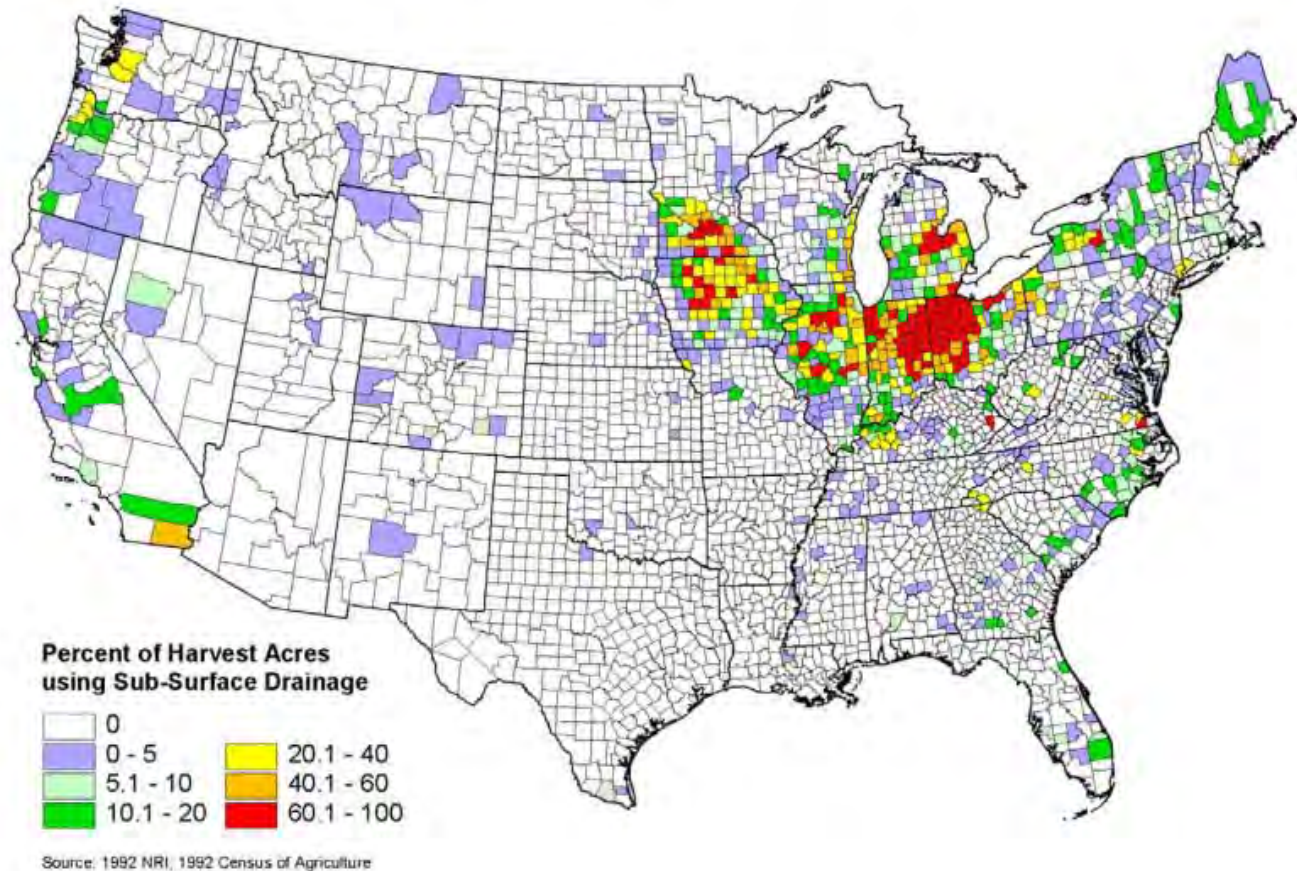 Percent of Harvest Acres
using Sub-Surface Drainage
0
0 - 5
5.1 - 10
10.1 - 20
20.1 - 40
40.1 - 60
60.1 - 100
Source: 1992 NRI, 1992 Census of Agriculture